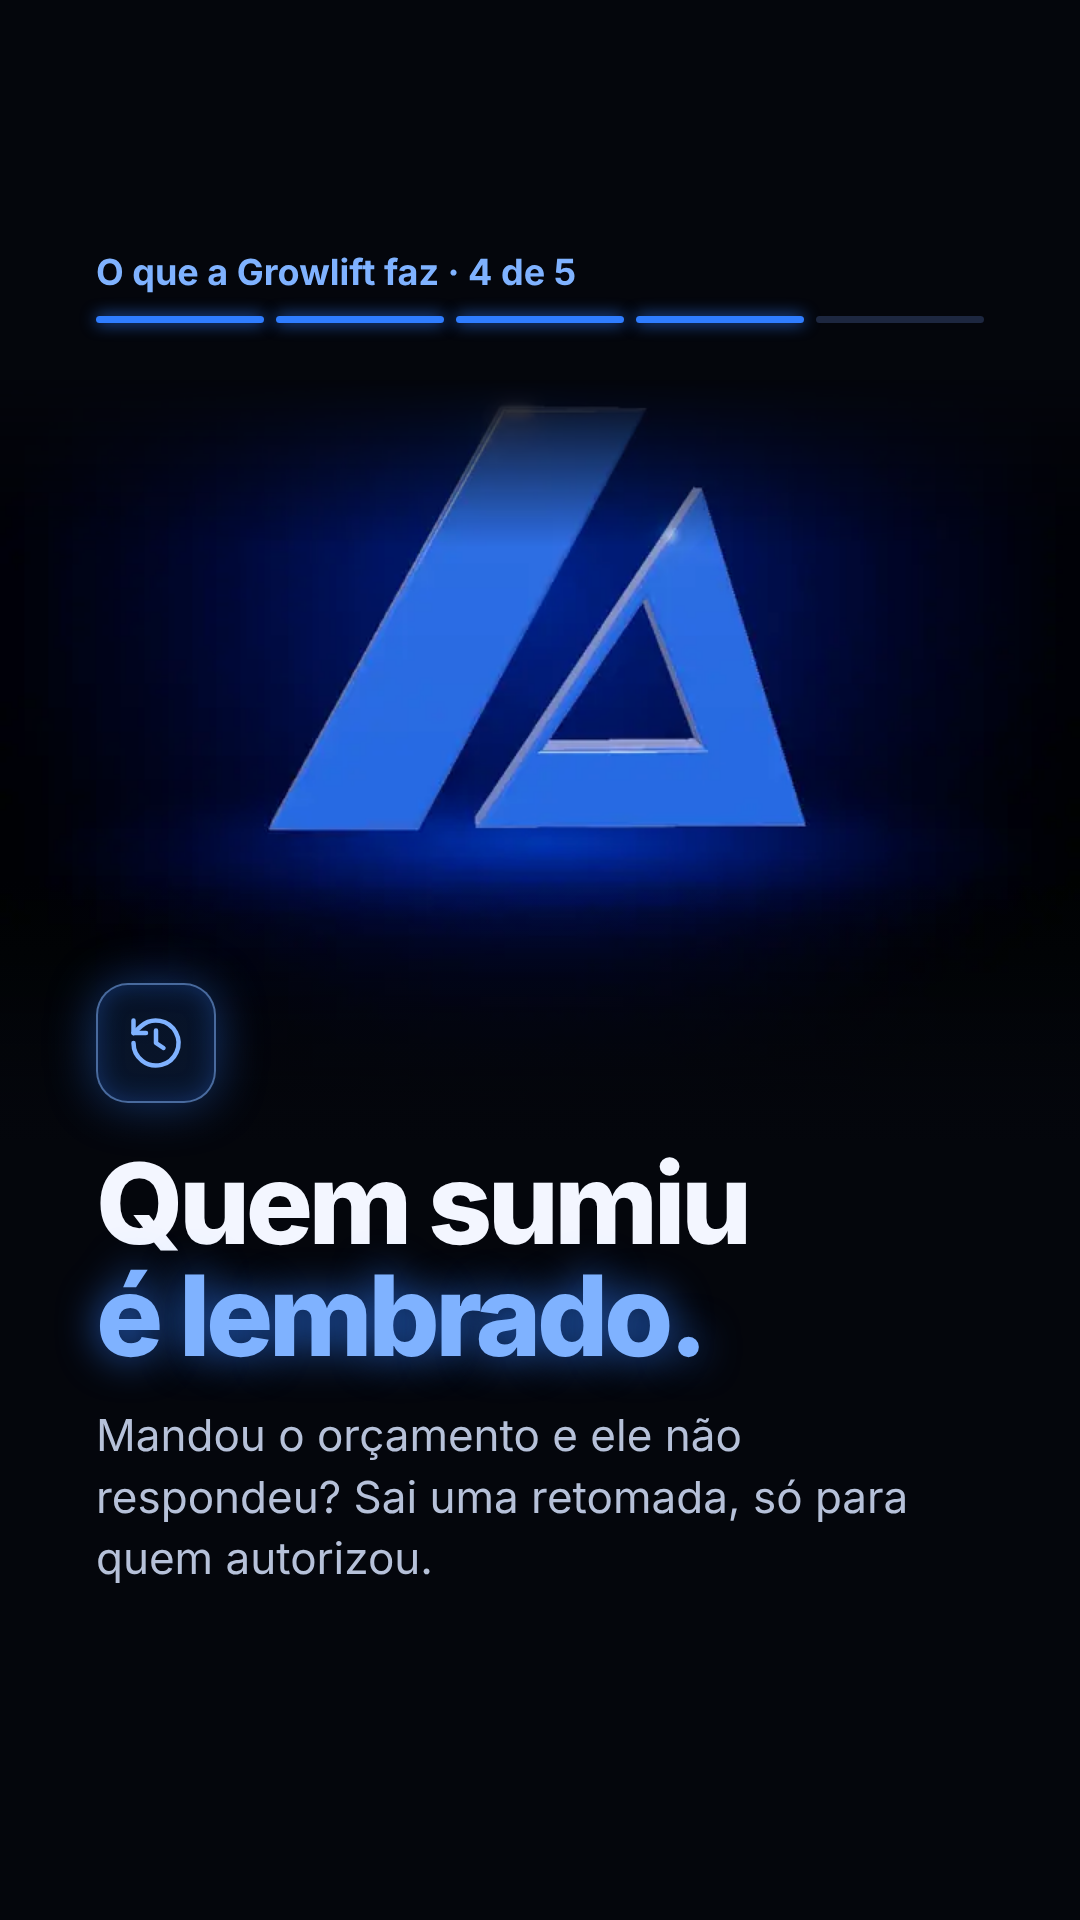 O que a Growlift faz · 4 de 5
Quem sumiu
é lembrado.
Mandou o orçamento e ele não
respondeu? Sai uma retomada, só para
quem autorizou.